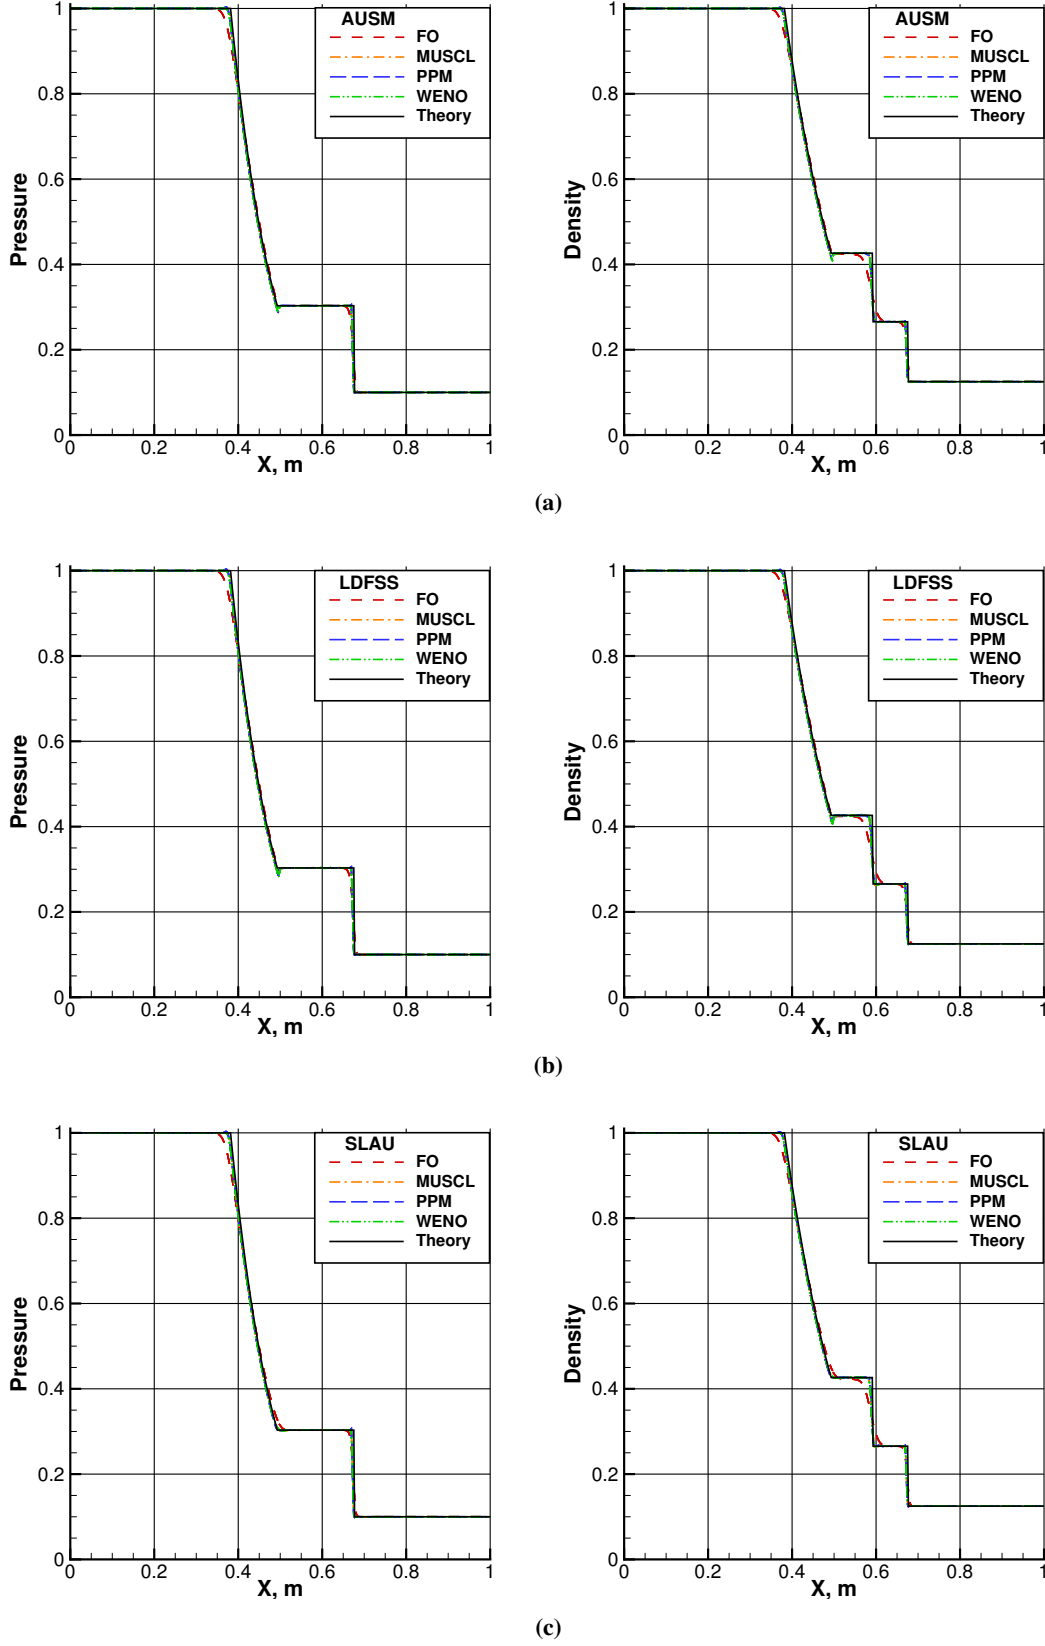 AUSM
FO
MUSCL
PPM
WENO
Theory
Pressure
1
0.8
0.6
0.4
0.2
0
0 0.2 0.4 0.6 0.8 1
X, m
AUSM
FO
MUSCL
PPM
WENO
Theory
Density
1
0.8
0.6
0.4
0.2
0
0 0.2 0.4 0.6 0.8 1
X, m
(a)
LDFSS
FO
MUSCL
PPM
WENO
Theory
Pressure
1
0.8
0.6
0.4
0.2
0
0 0.2 0.4 0.6 0.8 1
X, m
LDFSS
FO
MUSCL
PPM
WENO
Theory
Density
1
0.8
0.6
0.4
0.2
0
0 0.2 0.4 0.6 0.8 1
X, m
(b)
SLAU
FO
MUSCL
PPM
WENO
Theory
Pressure
1
0.8
0.6
0.4
0.2
0
0 0.2 0.4 0.6 0.8 1
X, m
SLAU
FO
MUSCL
PPM
WENO
Theory
Density
1
0.8
0.6
0.4
0.2
0
0 0.2 0.4 0.6 0.8 1
X, m
(c)